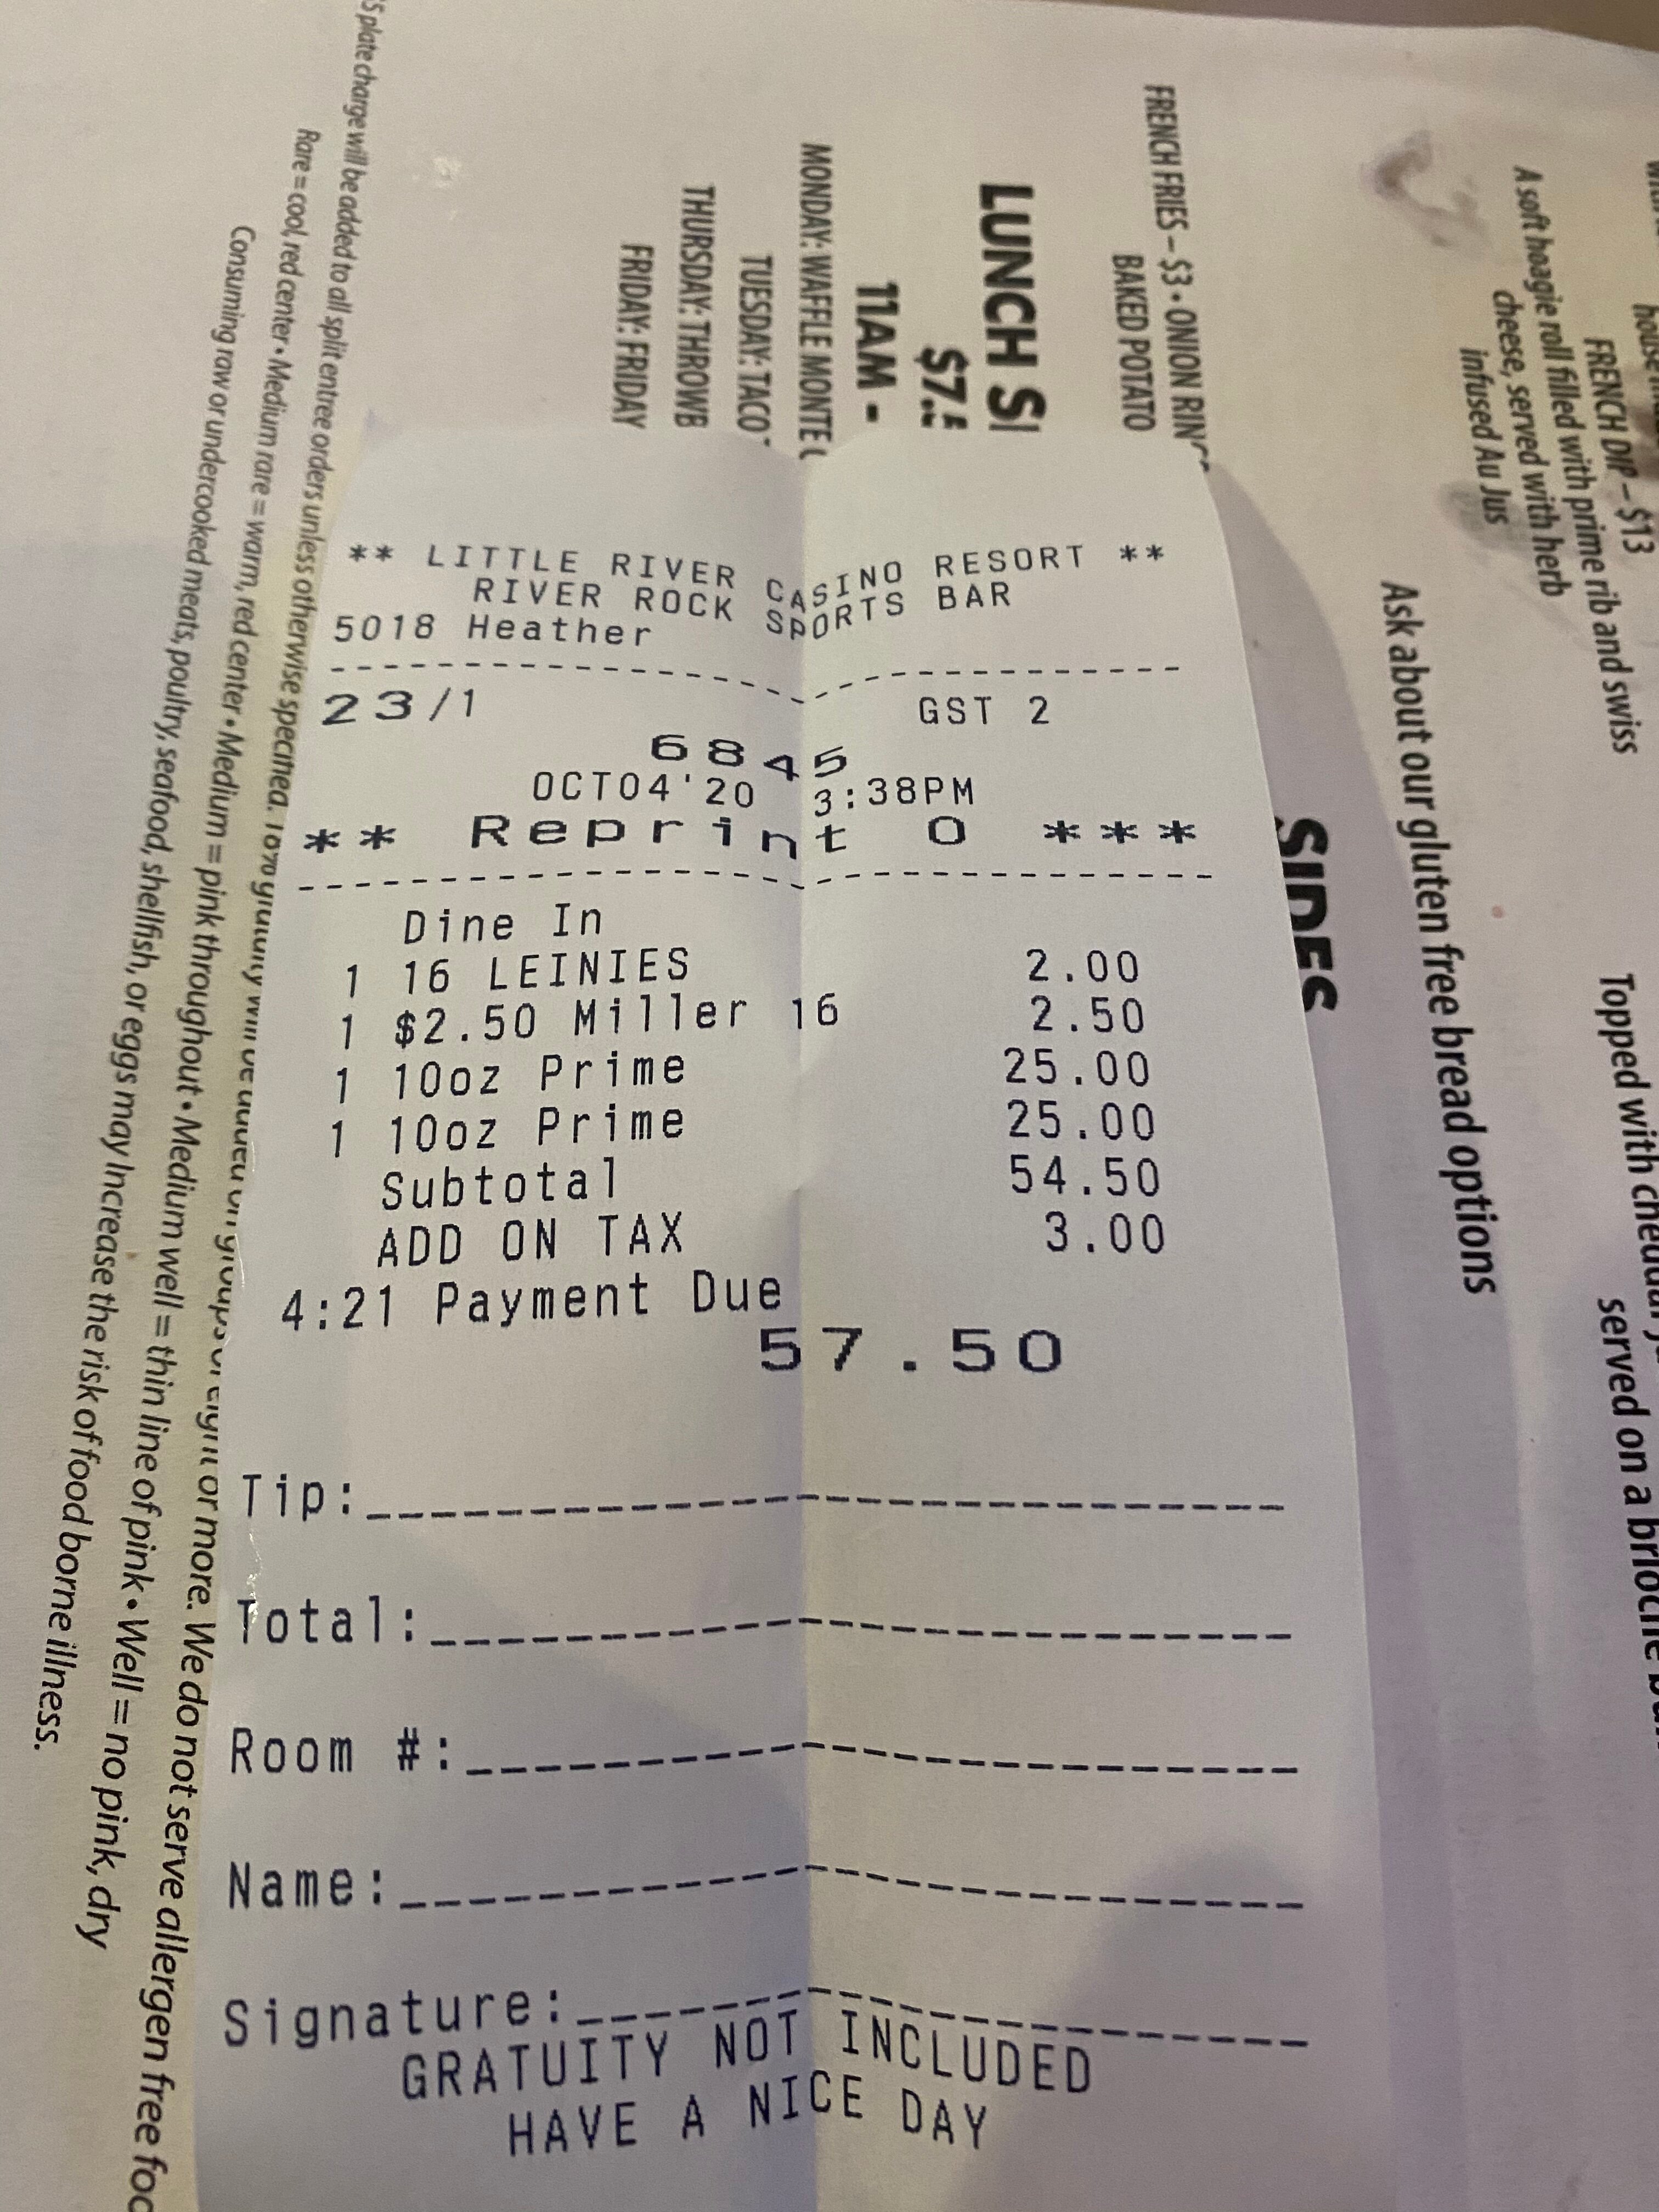 ** LITTLE RIVER CASINO RESORT **
RIVER ROCK SPORTS BAR
5018 Heather
23/1 GST 2
6845
OCT04'20 3:38PM
** Reprint 0 ***
Dine In
1 16 LEINIES 2.00
1 $2.50 Miller 16 2.50
1 10oz Prime 25.00
1 10oz Prime 25.00
Subtotal 54.50
ADD ON TAX 3.00
4:21 Payment Due
57.50
Tip:
Total:
Room #:
Name:
Signature:
GRATUITY NOT INCLUDED
HAVE A NICE DAY
FRENCH DIP – $13
A soft hoagie roll filled with prime rib and swiss
cheese, served with herb
infused Au Jus
Topped with
served on a
Ask about our gluten free bread options
SIDES
FRENCH FRIES – $3 • ONION
BAKED POTATO
LUNCH
11AM -
MONDAY: WAFFLE MONTE
TUESDAY: TACO
THURSDAY:
FRIDAY: FRIDAY
plate charge will be added to all split entree orders unless otherwise
or more. We do not serve allergen free
Rare = cool, red center • Medium rare = warm, red center • Medium = pink throughout • Medium well = thin line of pink • Well = no pink, dry
Consuming raw or undercooked meats, poultry, seafood, shellfish, or eggs may Increase the risk of food borne illness.